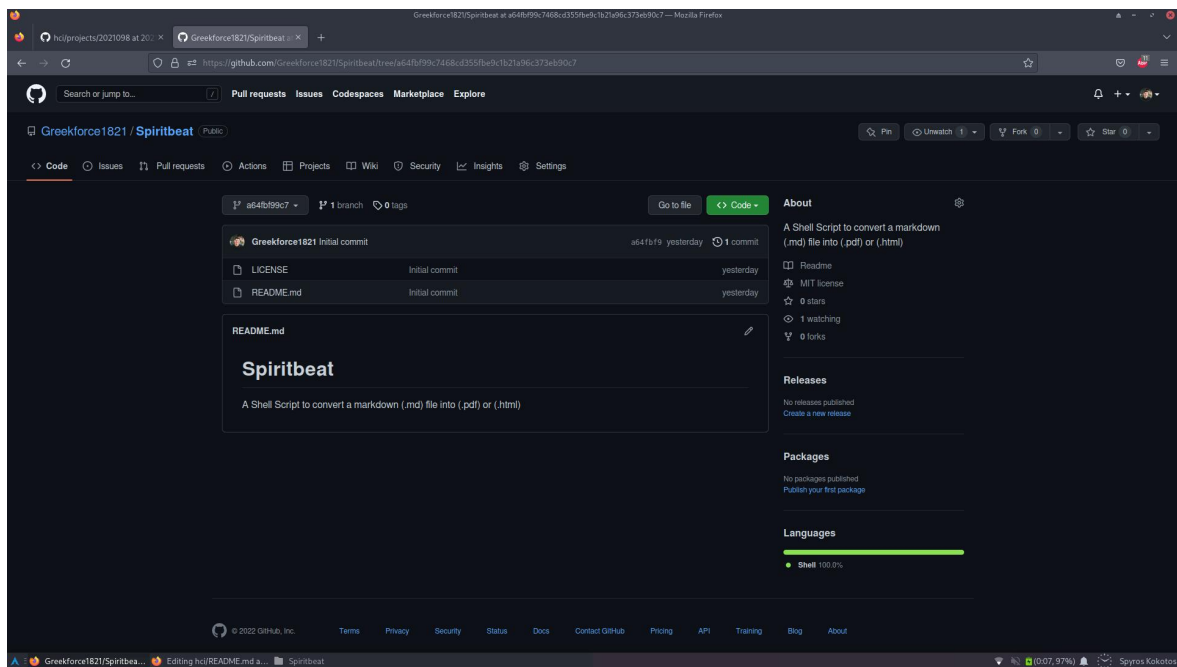 Greekforce1821/Spiritbeat at a64fbf99c7468cd355fbe9c1b21a96c373eb90c7 — Mozilla Firefox
hci/projects/2021098 at 202 × Greekforce1821/Spiritbeat a × +
https://github.com/Greekforce1821/Spiritbeat/tree/a64fbf99c7468cd355fbe9c1b21a96c373eb90c7
Search or jump to... / Pull requests Issues Codespaces Marketplace Explore
Greekforce1821 / Spiritbeat Public Pin Unwatch 1 Fork 0 Star 0
<> Code Issues Pull requests Actions Projects Wiki Security Insights Settings
a64fbf99c7 1 branch 0 tags Go to file <> Code
Greekforce1821 Initial commit a64fbf9 yesterday 1 commit
LICENSE Initial commit yesterday
README.md Initial commit yesterday
README.md
Spiritbeat
A Shell Script to convert a markdown (.md) file into (.pdf) or (.html)
About
A Shell Script to convert a markdown
(.md) file into (.pdf) or (.html)
Readme
MIT license
0 stars
1 watching
0 forks
Releases
No releases published
Create a new release
Packages
No packages published
Publish your first package
Languages
Shell 100.0%
© 2022 GitHub, Inc. Terms Privacy Security Status Docs Contact GitHub Pricing API Training Blog About
Greekforce1821/Spiritbea... Editing hci/README.md a... Spiritbeat (0:07, 97%) Spyros Kokotos